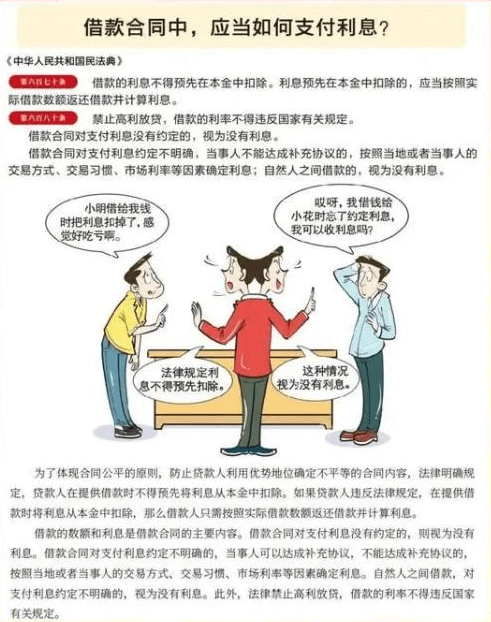 借款合同中，应当如何支付利息？
《中华人民共和国民法典》
第六百七十条 借款的利息不得预先在本金中扣除。利息预先在本金中扣除的，应当按照实
际借款数额返还借款并计算利息。
第六百八十条 禁止高利放贷，借款的利率不得违反国家有关规定。
借款合同对支付利息没有约定的，视为没有利息。
借款合同对支付利息约定不明确，当事人不能达成补充协议的，按照当地或者当事人的
交易方式、交易习惯、市场利率等因素确定利息；自然人之间借款的，视为没有利息。
小明借给我钱
时把利息扣掉了，感
觉好吃亏啊。
哎呀，我借钱给
小花时忘了约定利息，
我可以收利息吗？
法律规定利
息不得预先扣除。
这种情况
视为没有利息。
为了体现合同公平的原则，防止贷款人利用优势地位确定不平等的合同内容，法律明确规
定，贷款人在提供借款时不得预先将利息从本金中扣除。如果贷款人违反法律规定，在提供借
款时将利息从本金中扣除，那么借款人只需按照实际借款数额返还借款并计算利息。
借款的数额和利息是借款合同的主要内容。借款合同对支付利息没有约定的，则视为没有
利息。借款合同对支付利息约定不明确的，当事人可以达成补充协议，不能达成补充协议的，
按照当地或者当事人的交易方式、交易习惯、市场利率等因素确定利息。自然人之间借款，对
支付利息约定不明确的，视为没有利息。此外，法律禁止高利放贷，借款的利率不得违反国家
有关规定。